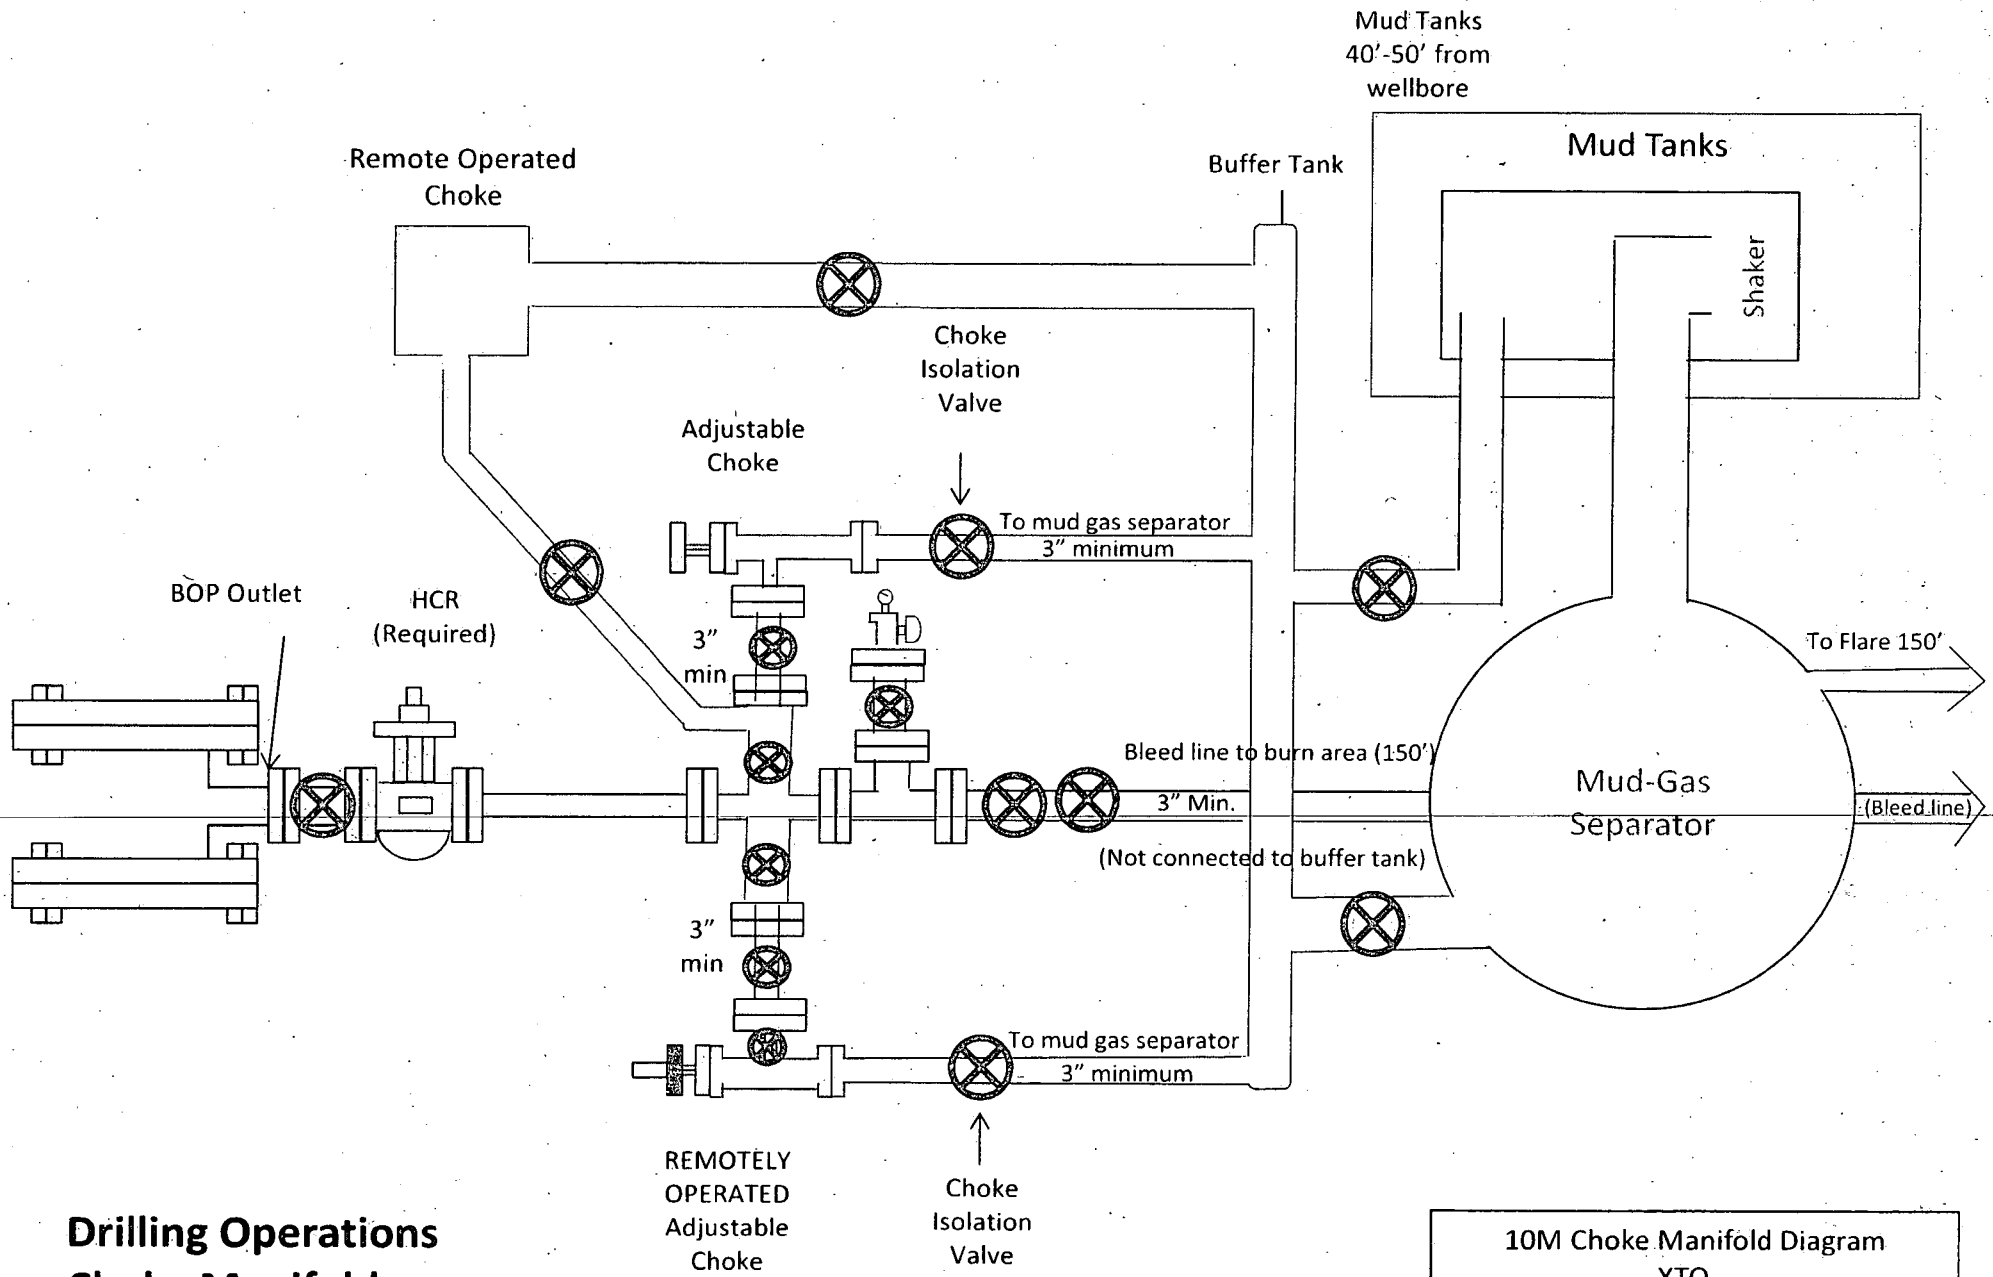 Mud Tanks
40'-50' from
wellbore
Mud Tanks
Remote Operated
Choke
Buffer Tank
Shaker
Choke
Isolation
Valve
Adjustable
Choke
To mud gas separator
3" minimum
BOP Outlet
HCR
(Required)
3"
min
To Flare 150'
Bleed line to burn area (150')
3" Min.
Mud-Gas
Separator
(Bleed line)
(Not connected to buffer tank)
3"
min
To mud gas separator
3" minimum
REMOTELY
OPERATED
Adjustable
Choke
Choke
Isolation
Valve
Drilling Operations
10M Choke Manifold Diagram
XTO